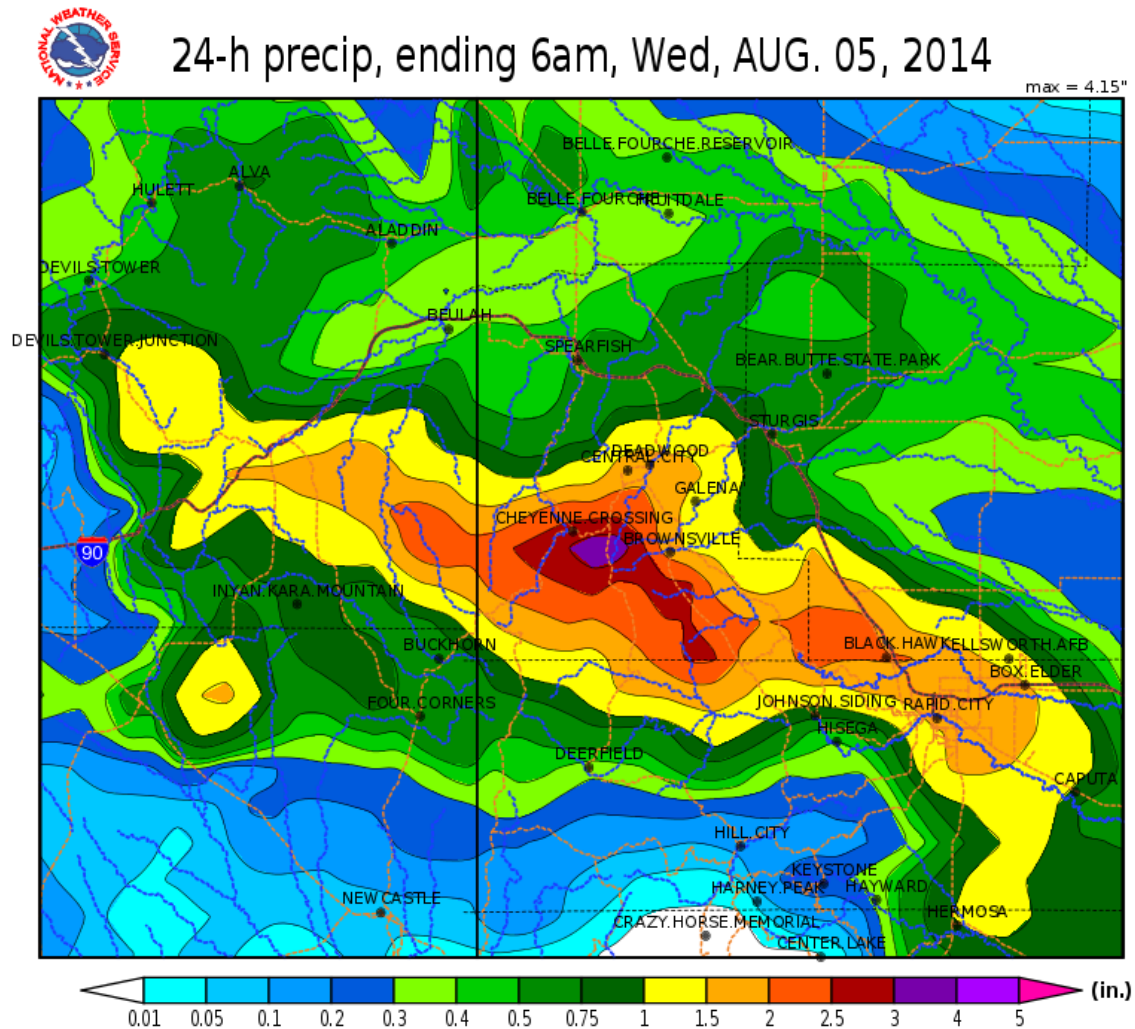 NATIONAL WEATHER SERVICE
24-h precip, ending 6am, Wed, AUG. 05, 2014
max = 4.15"
BELLE.FOURCHE.RESERVOIR
ALVA
HULETT
BELLE.FOURCHE
FRUITDALE
ALADDIN
DEVILS.TOWER
BEULAH
DEVILS.TOWER.JUNCTION
SPEARFISH
BEAR.BUTTE.STATE.PARK
STURGIS
DEADWOOD
CENTRAL.CITY
GALENA
CHEYENNE.CROSSING
BROWNSVILLE
90
INYAN.KARA.MOUNTAIN
BUCKHORN
BLACK.HAWK
ELLSWORTH.AFB
BOX.ELDER
FOUR.CORNERS
JOHNSON.SIDING
RAPID.CITY
HISEGA
DEERFIELD
CAPUTA
HILL.CITY
KEYSTONE
HARNEY.PEAK
HAYWARD
NEWCASTLE
HERMOSA
CRAZY.HORSE.MEMORIAL
CENTER.LAKE
(in.)
0.01 0.05 0.1 0.2 0.3 0.4 0.5 0.75 1 1.5 2 2.5 3 4 5